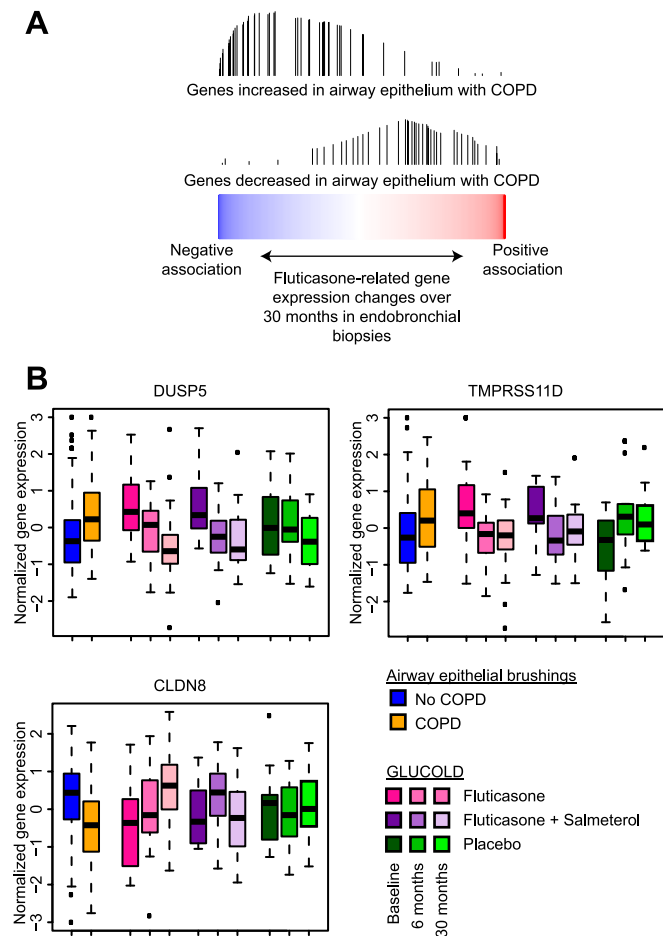 A
Genes increased in airway epithelium with COPD
Genes decreased in airway epithelium with COPD
Negative association
Positive association
Fluticasone-related gene
expression changes over
30 months in endobronchial
biopsies
B
DUSP5
Normalized gene expression
3
2
1
0
−1
−2
TMPRSS11D
Normalized gene expression
3
2
1
0
−1
−2
CLDN8
Normalized gene expression
2
1
0
−1
−2
−3
Airway epithelial brushings
No COPD
COPD
GLUCOLD
Fluticasone
Fluticasone + Salmeterol
Placebo
Baseline
6 months
30 months